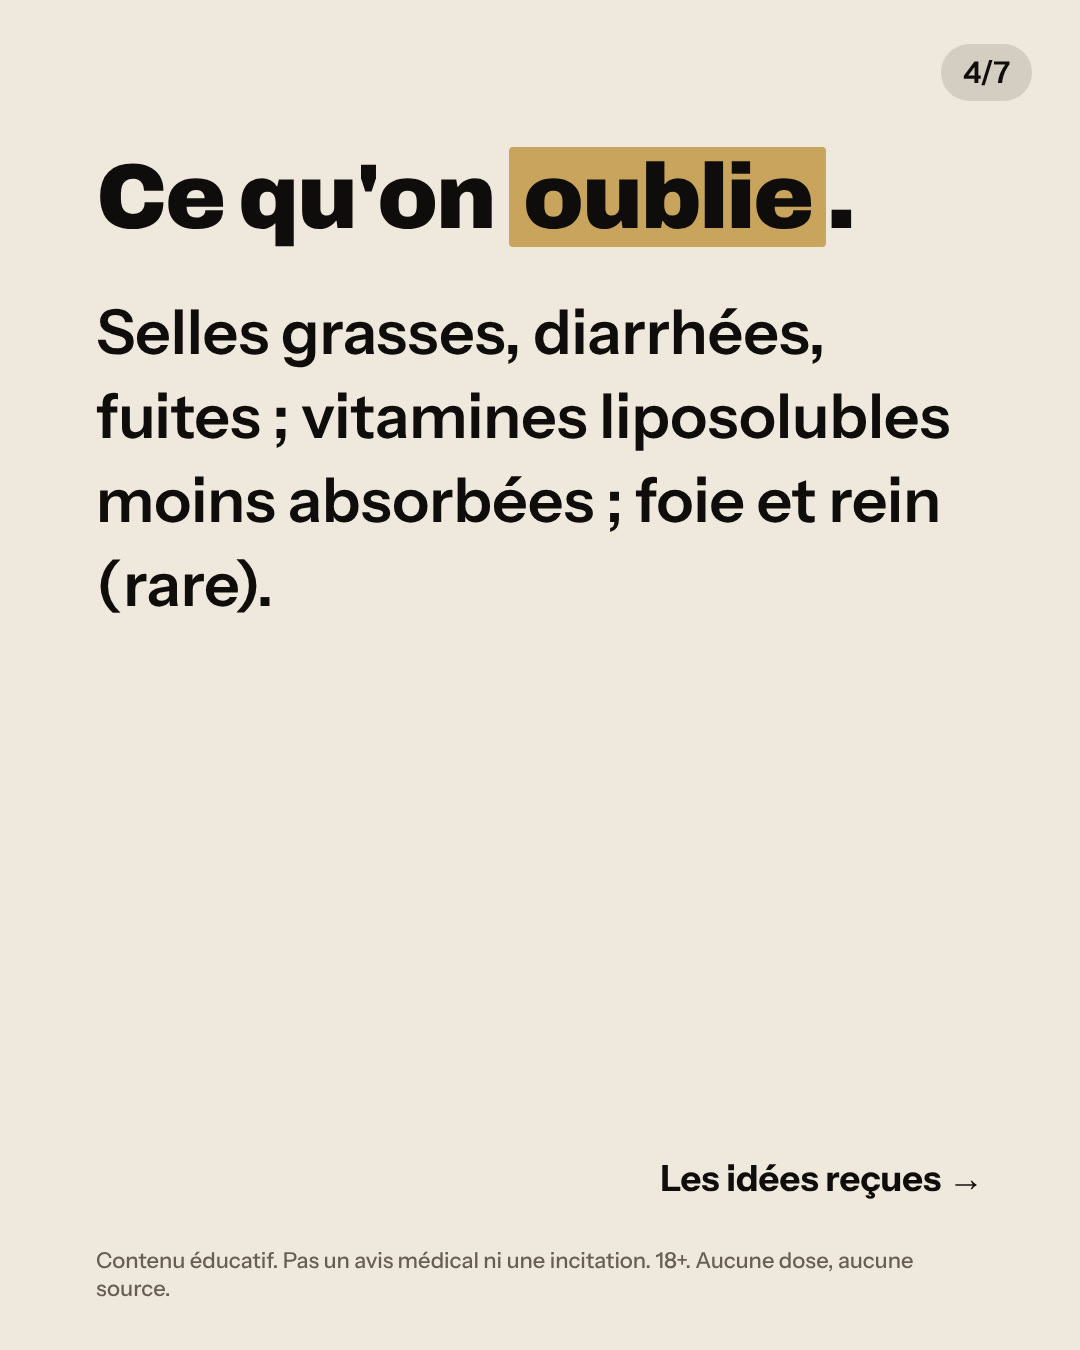 4/7
Ce qu'on oublie.
Selles grasses, diarrhées,
fuites ; vitamines liposolubles
moins absorbées ; foie et rein
(rare).
Les idées reçues →
Contenu éducatif. Pas un avis médical ni une incitation. 18+. Aucune dose, aucune
source.